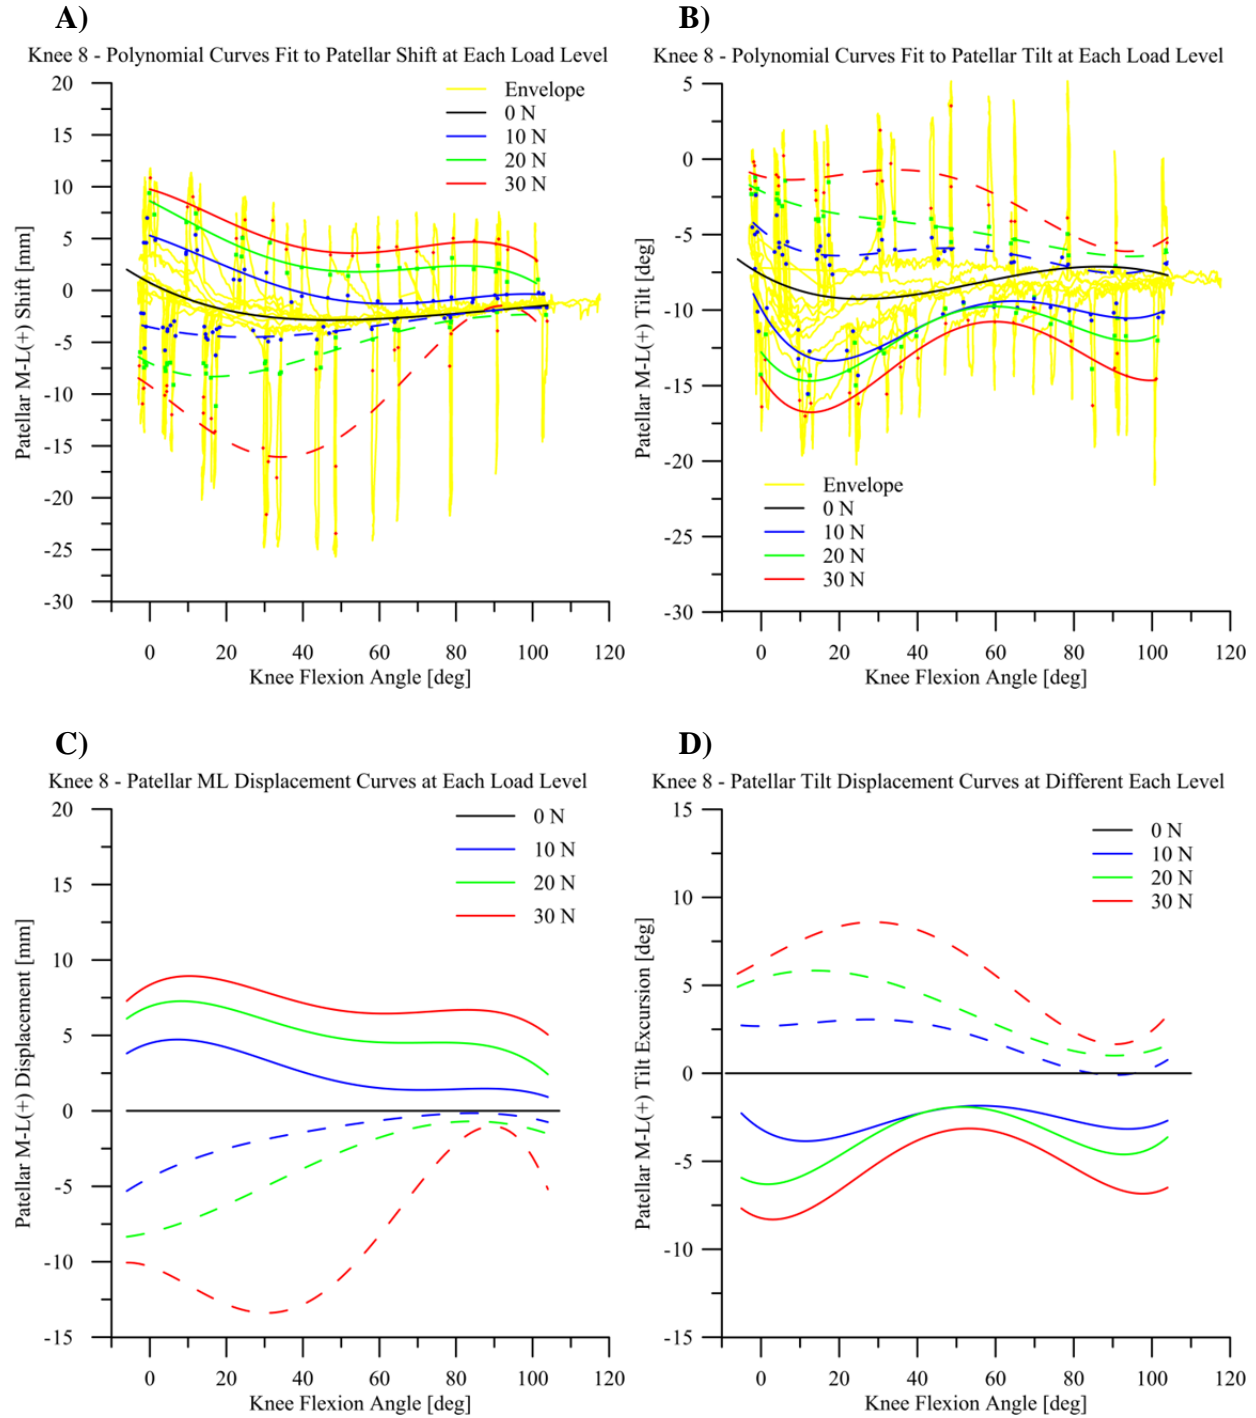 A)
Knee 8 - Polynomial Curves Fit to Patellar Shift at Each Load Level
20
15
10
5
0
-5
-10
-15
-20
-25
-30
Patellar M-L(+) Shift [mm]
Envelope
0 N
10 N
20 N
30 N
0 20 40 60 80 100 120
Knee Flexion Angle [deg]
B)
Knee 8 - Polynomial Curves Fit to Patellar Tilt at Each Load Level
5
0
-5
-10
-15
-20
-25
-30
Patellar M-L(+) Tilt [deg]
Envelope
0 N
10 N
20 N
30 N
0 20 40 60 80 100 120
Knee Flexion Angle [deg]
C)
Knee 8 - Patellar ML Displacement Curves at Each Load Level
20
15
10
5
0
-5
-10
-15
Patellar M-L(+) Displacement [mm]
0 N
10 N
20 N
30 N
0 20 40 60 80 100 120
Knee Flexion Angle [deg]
D)
Knee 8 - Patellar Tilt Displacement Curves at Different Each Level
15
10
5
0
-5
-10
-15
Patellar M-L(+) Tilt Excursion [deg]
0 N
10 N
20 N
30 N
0 20 40 60 80 100 120
Knee Flexion Angle [deg]